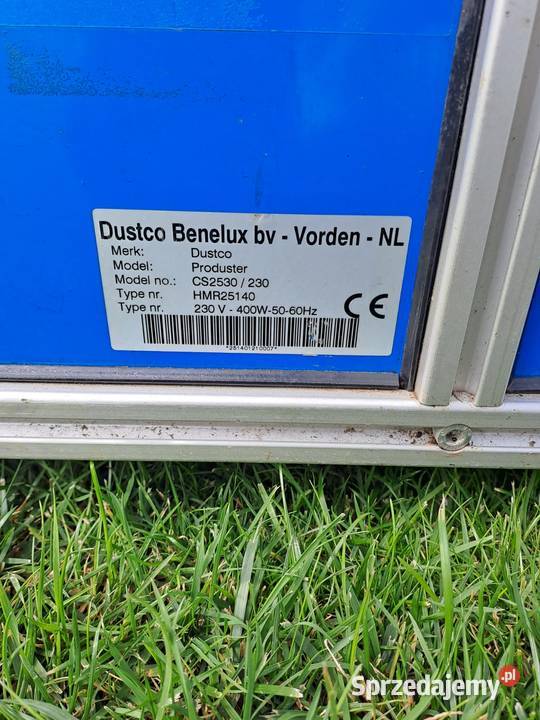 Dustco Benelux bv - Vorden - NL
Merk: Dustco
Model: Produster
Model no.: CS2530 / 230
Type nr. HMR25140
Type nr. 230 V - 400W-50-60Hz
CE
*281401210007*
Sprzedajemy.pl